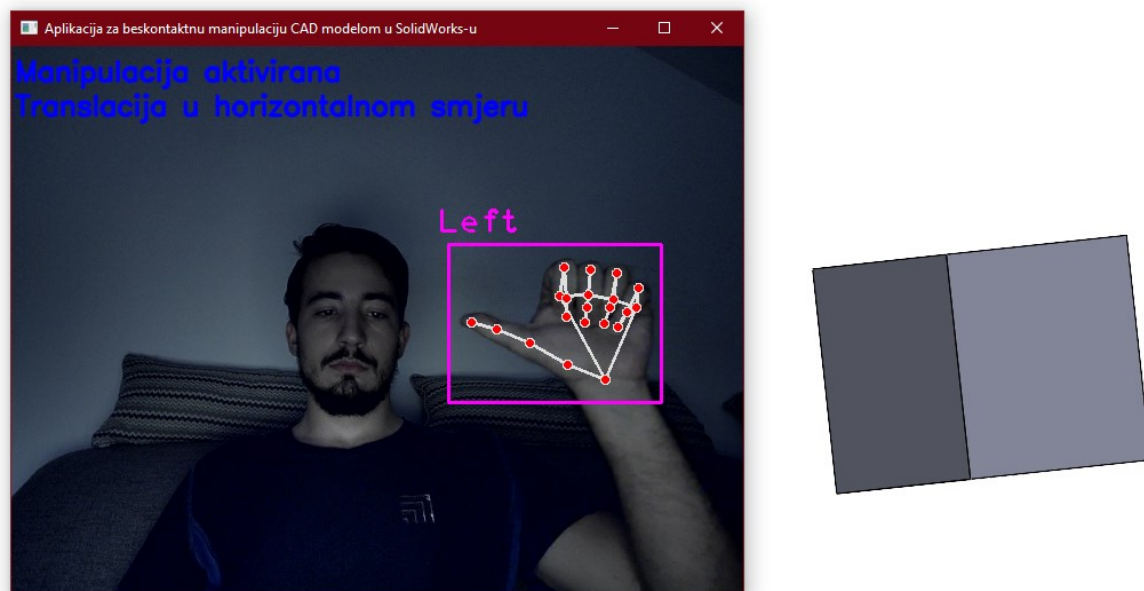 Aplikacija za beskontaktnu manipulaciju CAD modelom u SolidWorks-u
Manipulacija aktivirana
Translacija u horizontalnom smjeru
Left